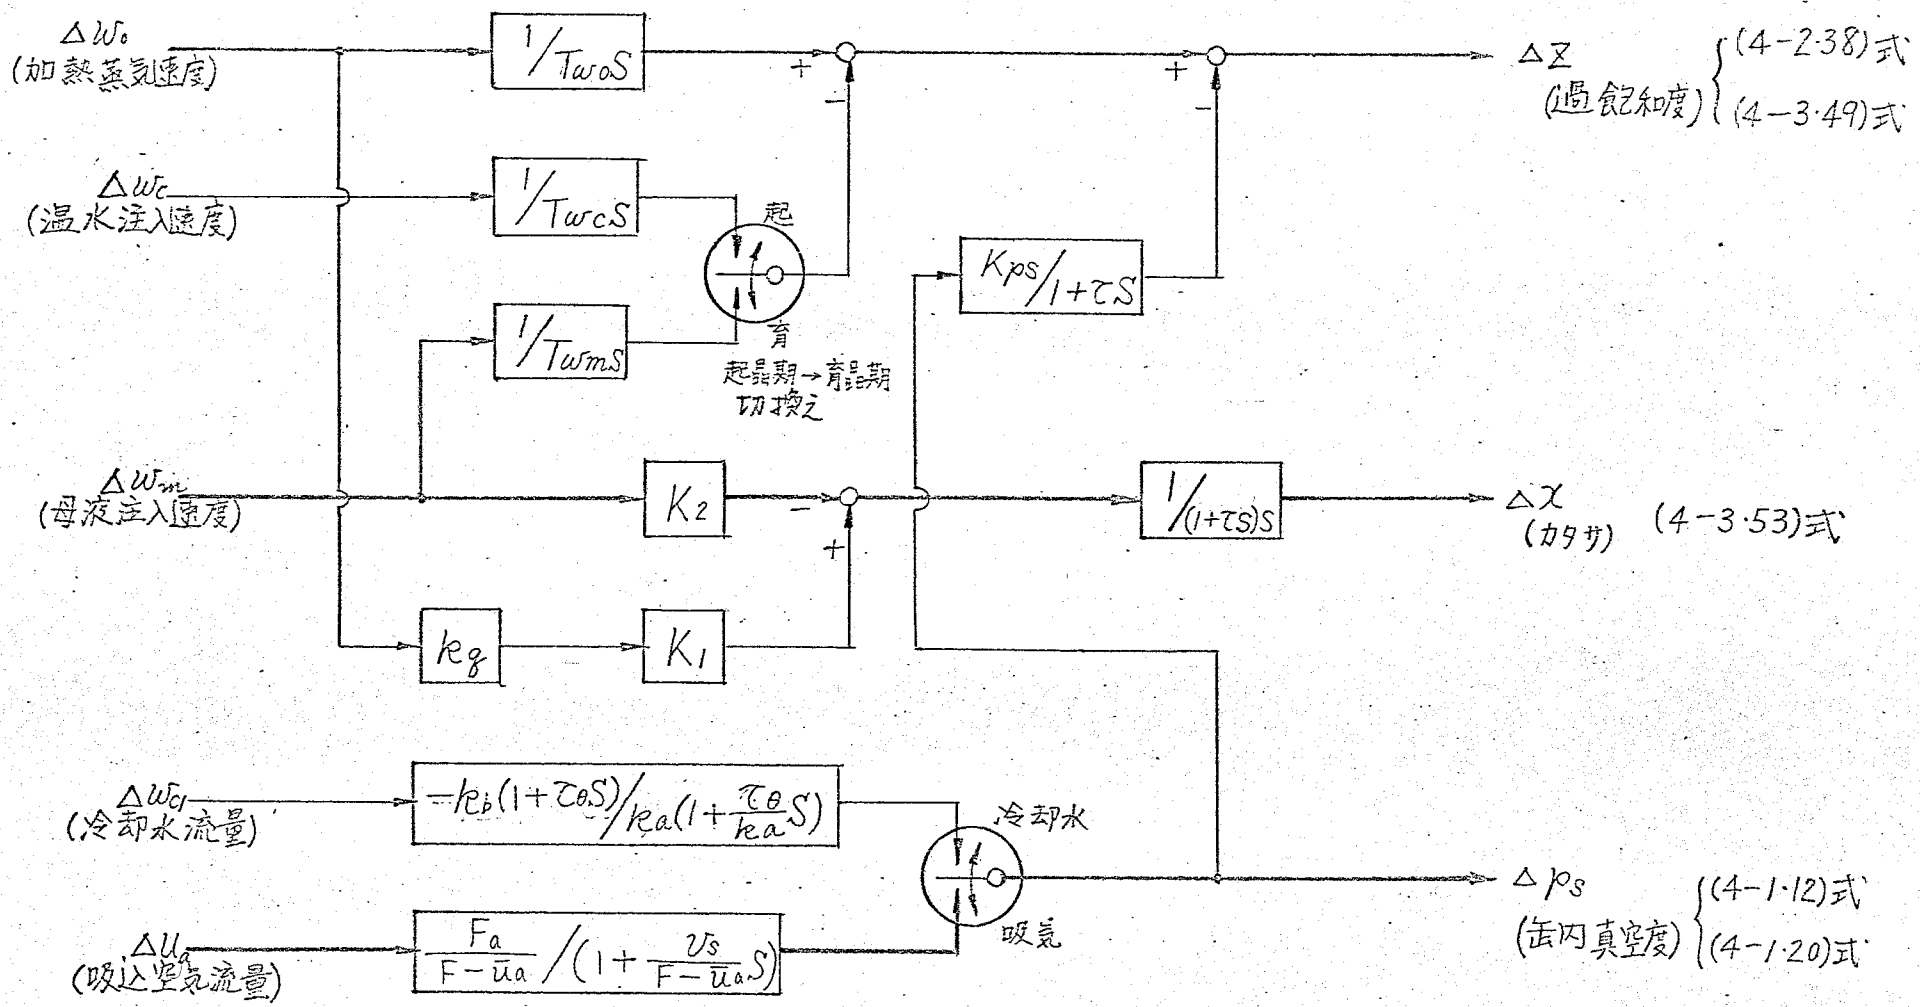 ΔW₀
(加熱蒸気速度)
1/TwoS
+
-
+
-
ΔZ
(過飽和度)
(4-2·38)式
(4-3·49)式
ΔWc
(温水注入速度)
1/TwcS
起
育
起晶期→育晶期
切換え
1/TwmS
Kps/1+τS
ΔWm
(母液注入速度)
K2
-
+
1/(1+τS)S
Δx
(カタサ)
(4-3·53)式
kq
K1
ΔWc1
(冷却水流量)
-kb(1+τθS)/ka(1+τθ/ka S)
冷却水
吸気
Δps
(缶内真空度)
(4-1·12)式
(4-1·20)式
Δua
(吸込空気流量)
Fa/F-ūa /(1+ vs/F-ūa S)